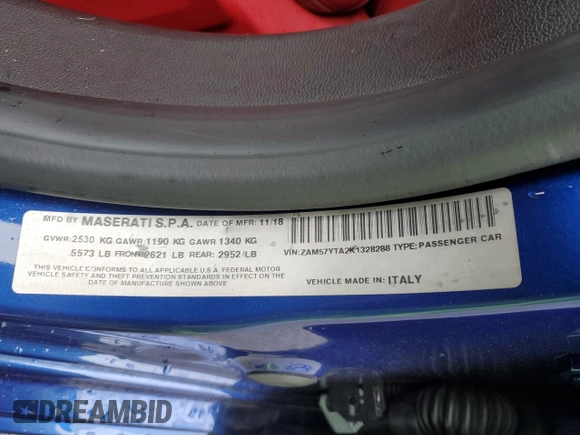 MFD BY MASERATI S.P.A. DATE OF MFR: 11/18
GVWR:2530 KG GAWR 1190 KG GAWR 1340 KG
5573 LB FRONT:2621 LB REAR: 2952 LB
THIS VEHICLE CONFORMS TO ALL APPLICABLE U.S.A. FEDERAL MOTOR
VEHICLE SAFETY AND THEFT PREVENTION STANDARDS IN EFFECT ON THE
DATE OF MANUFACTURE SHOWN ABOVE
VIN:ZAM57YTA2K1328288 TYPE:PASSENGER CAR
VEHICLE MADE IN: ITALY
DREAMBID